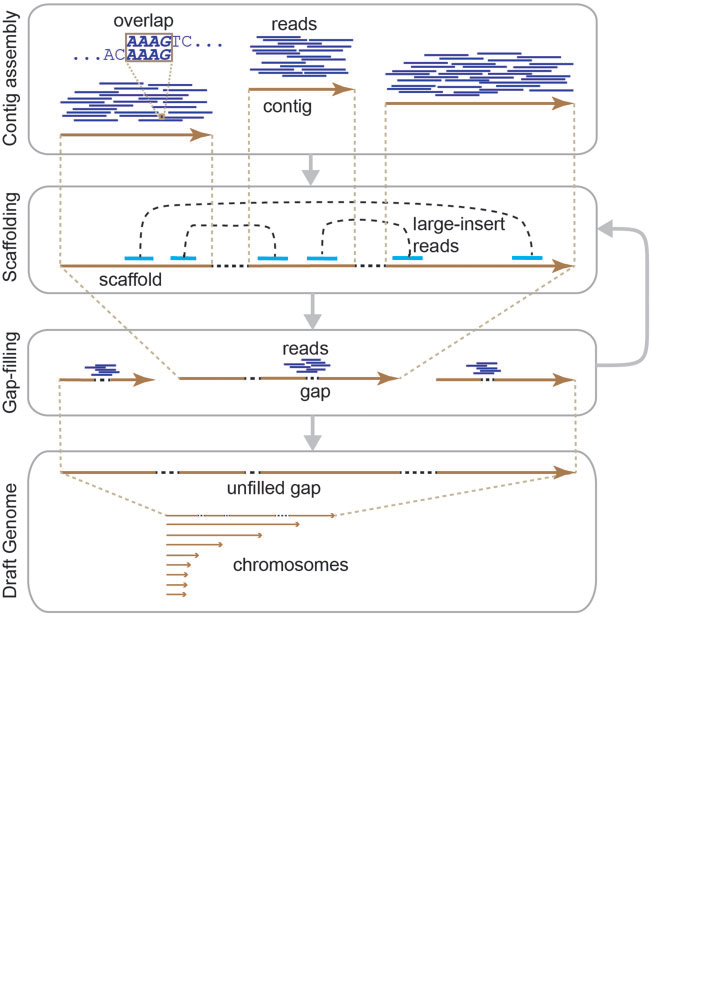 Contig assembly
overlap
AAAGTC...
...ACAAAG
reads
contig
Scaffolding
large-insert
reads
scaffold
Gap-filling
reads
gap
Draft Genome
unfilled gap
chromosomes